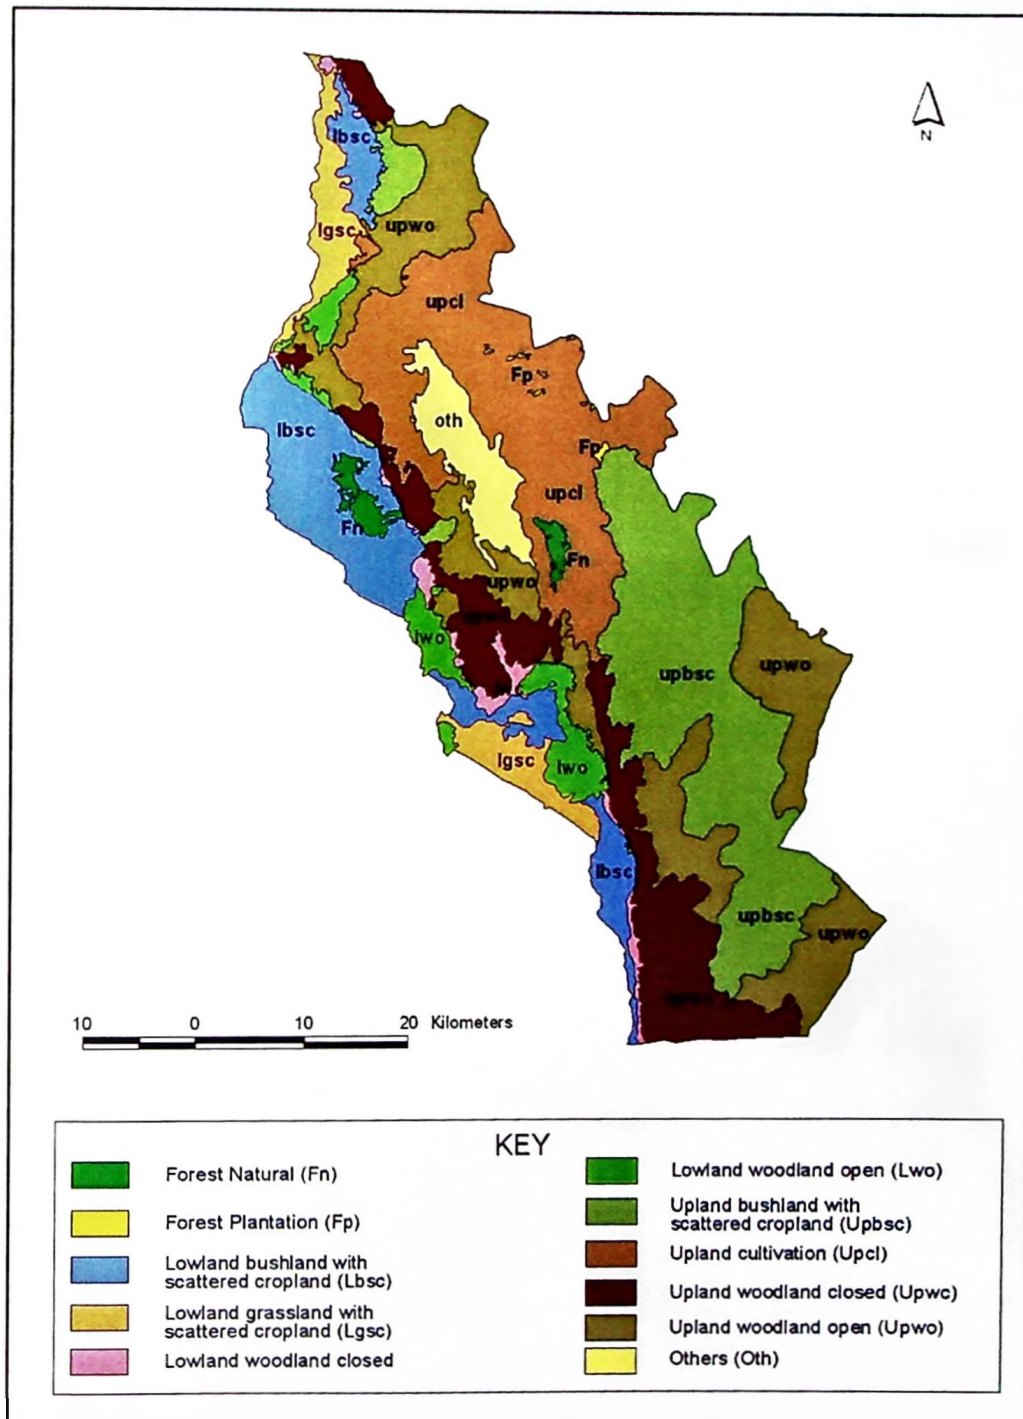 N
lbsc
lgsc
upwo
upcl
Fp
oth
lbsc
Fp
upcl
Fn
Fn
upwo
lwo
upbsc
upwo
lgsc
lwo
lbsc
upbsc
upwo
10 0 10 20 Kilometers
KEY
Forest Natural (Fn)
Forest Plantation (Fp)
Lowland bushland with
scattered cropland (Lbsc)
Lowland grassland with
scattered cropland (Lgsc)
Lowland woodland closed
Lowland woodland open (Lwo)
Upland bushland with
scattered cropland (Upbsc)
Upland cultivation (Upcl)
Upland woodland closed (Upwc)
Upland woodland open (Upwo)
Others (Oth)